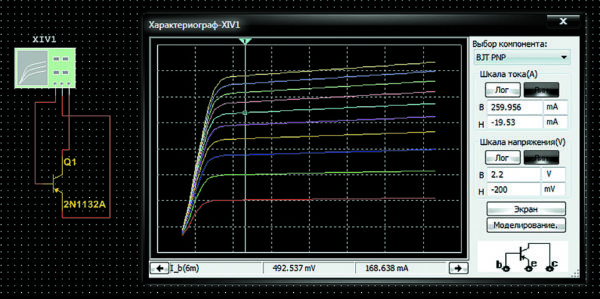 XIV1
Q1
2N1132A
Характериограф-XIV1
Выбор компонента:
BJT PNP
Шкала тока(A)
Лог
В 259.956 mA
Н -19.53 mA
Шкала напряжения(V)
Лог
В 2.2 V
Н -200 mV
Экран
Моделирование.
b e c
I_b(6m) 492.537 mV 168.634 mA